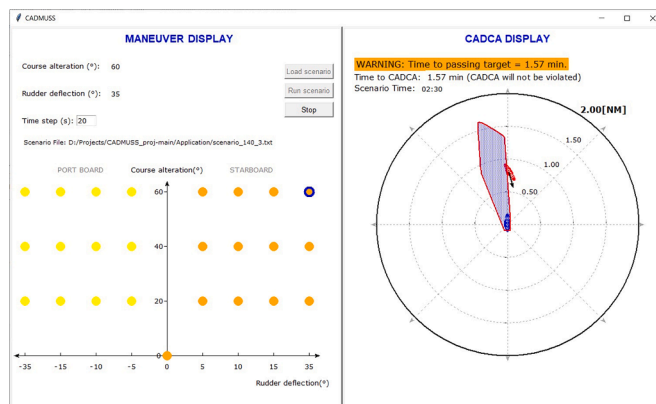 CADMUSS
MANEUVER DISPLAY
Course alteration (°): 60
Rudder deflection (°): 35
Time step (s): 20
Load scenario
Run scenario
Stop
Scenario File: D:/Projects/CADMUSS_proj-main/Application/scenario_140_3.txt
PORT BOARD
Course alteration(°)
STARBOARD
60
40
20
0
-35 -15 -10 -5 0 5 10 15 35
Rudder deflection(°)
CADCA DISPLAY
WARNING: Time to passing target = 1.57 min.
Time to CADCA: 1.57 min (CADCA will not be violated)
Scenario Time: 02:30
2.00[NM]
1.50
1.00
0.50